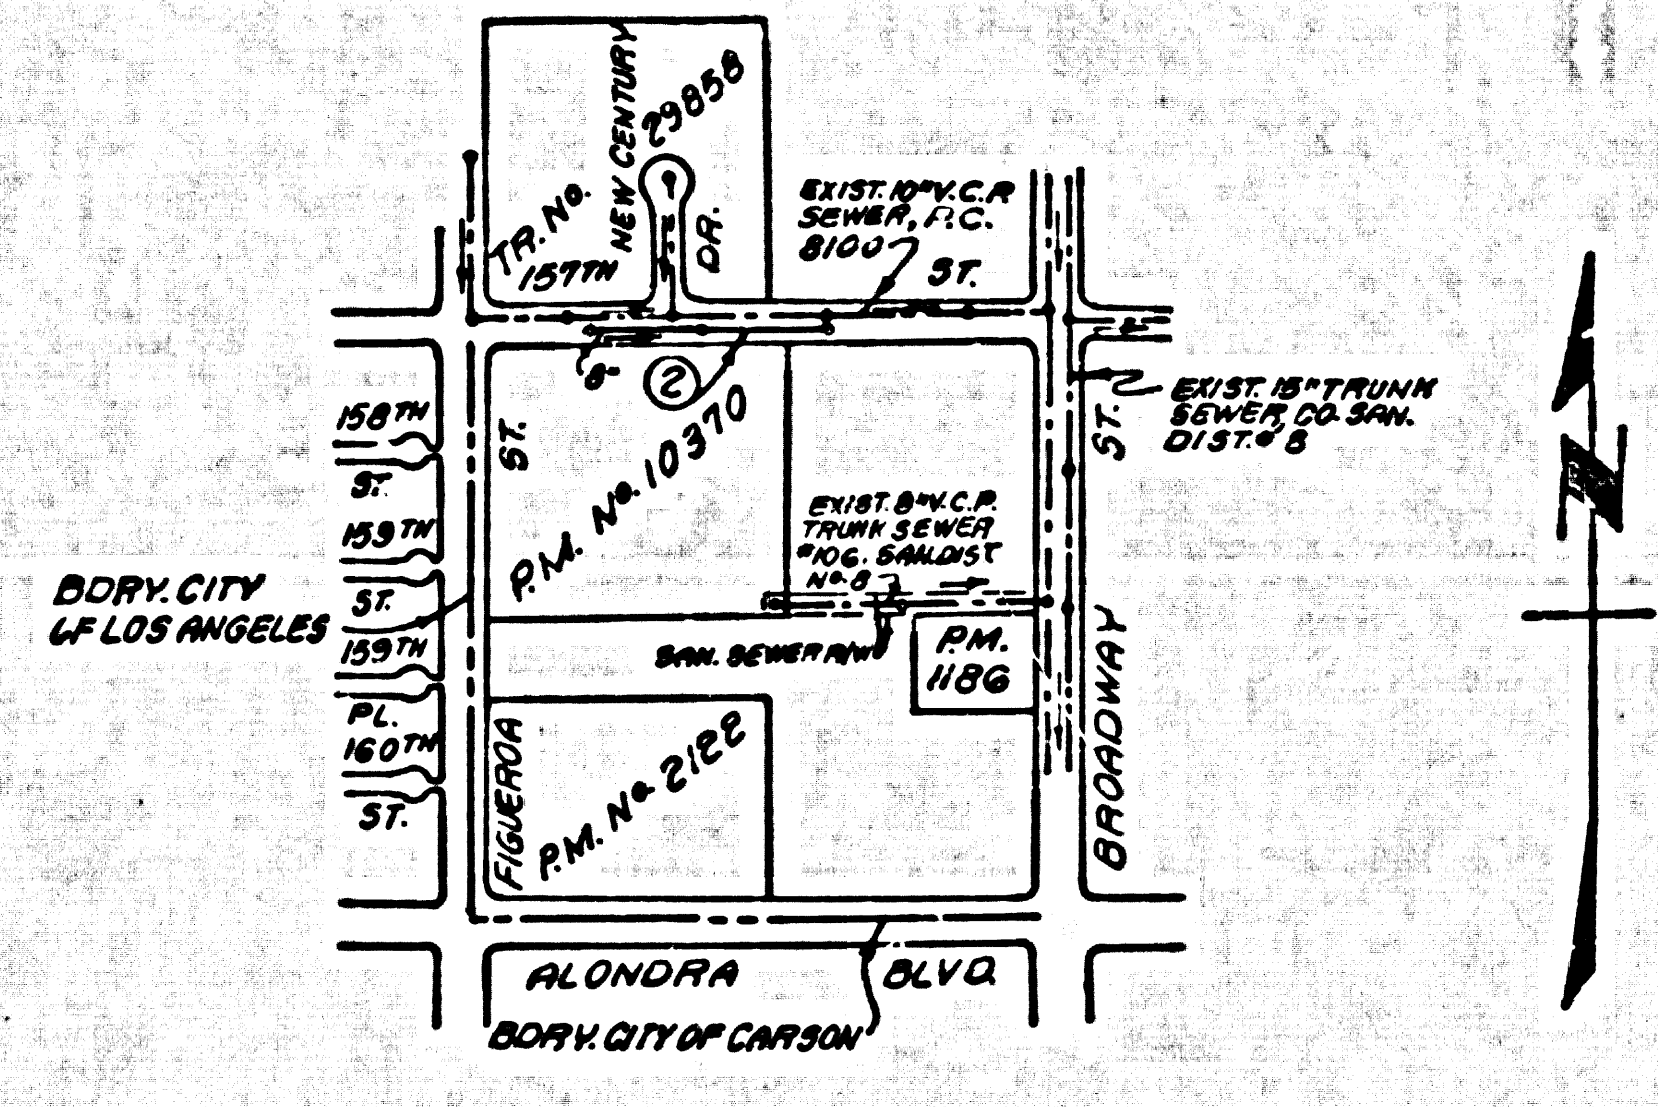 NEW CENTURY
DR.
TR. No.
29858
157TH
ST.
EXIST. 10" V.C.P.
SEWER, P.C.
8100
8"
2
158TH
ST.
159TH
ST.
159TH
PL.
160TH
ST.
ST.
FIGUEROA
P.M. No. 10370
EXIST. 15" TRUNK
SEWER, CO. SAN.
DIST. # 8
ST.
BROADWAY
EXIST. 8" V.C.P.
TRUNK SEWER
#106. SAN. DIST
No. 8
BDRY. CITY
OF LOS ANGELES
SAN. SEWER R/W
P.M.
1186
P.M. No. 2122
ALONDRA BLVD.
BDRY. CITY OF CARSON
N